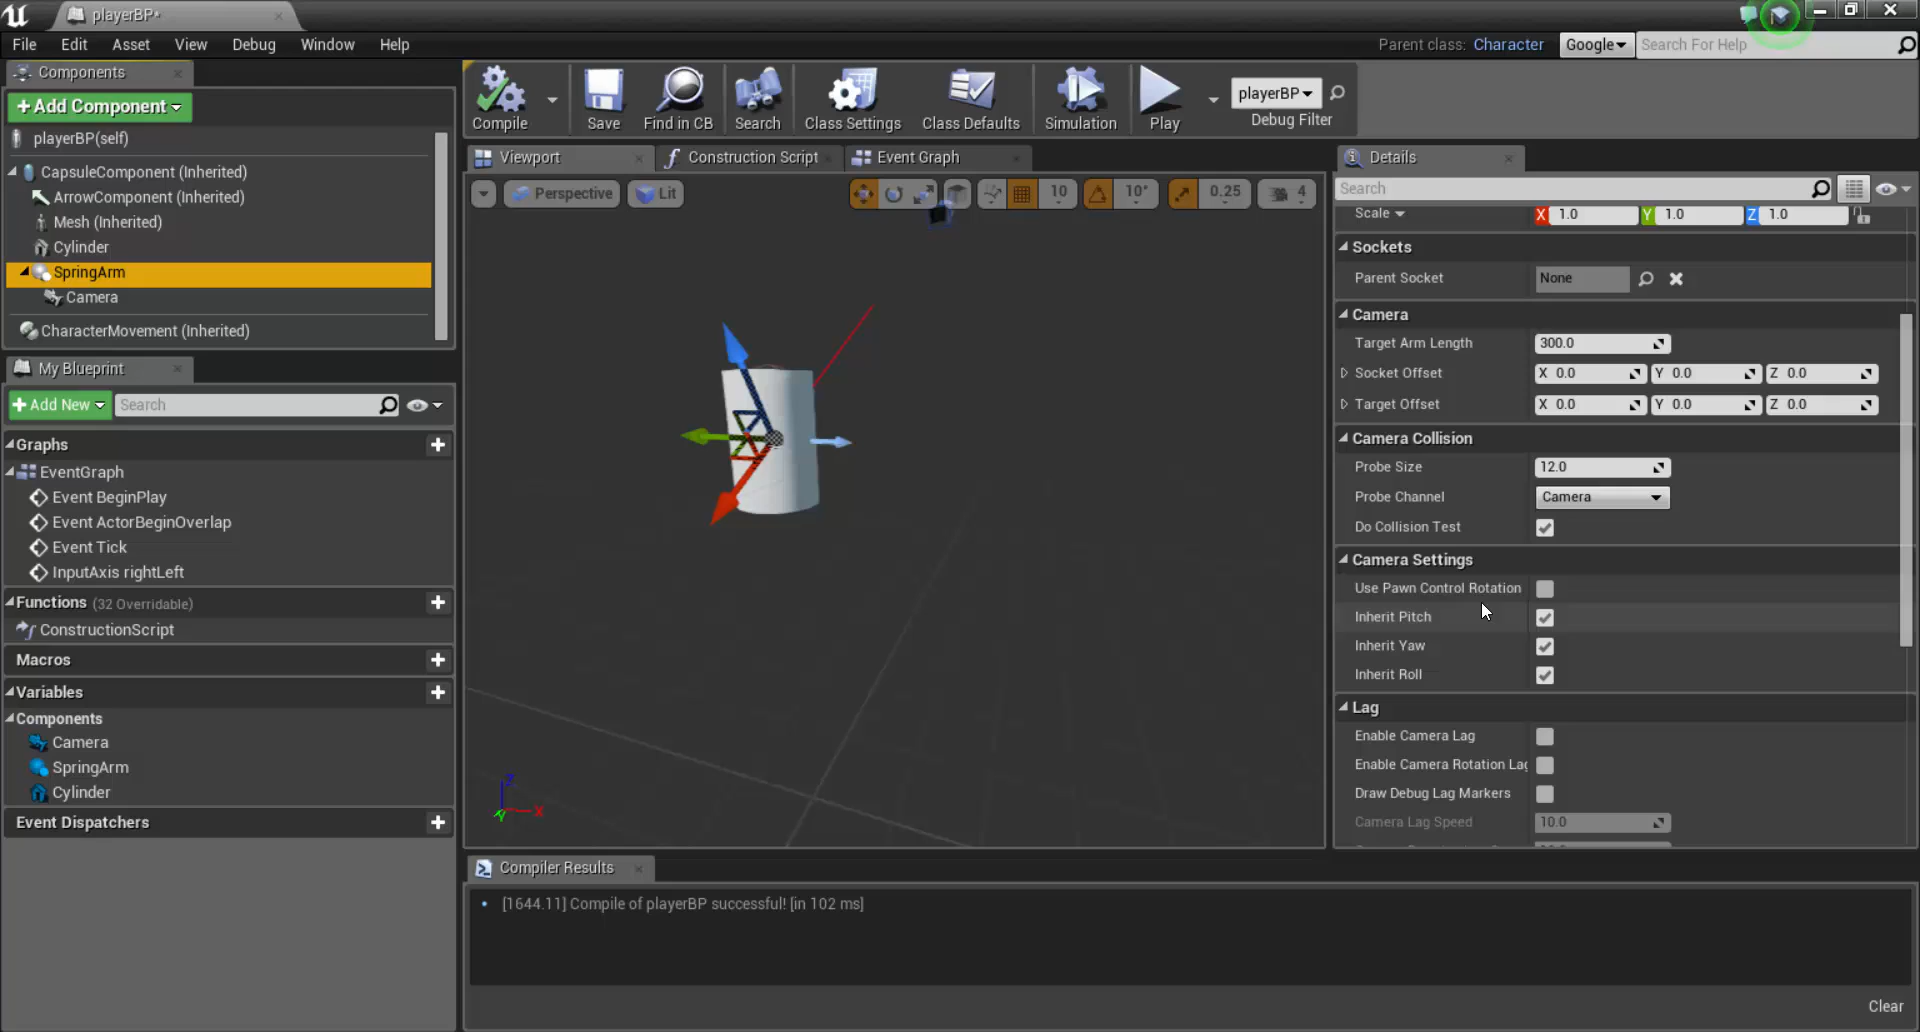 playerBP*
File Edit Asset View Debug Window Help
Parent class: Character
Google
Search For Help
Components
+Add Component
playerBP(self)
CapsuleComponent (Inherited)
ArrowComponent (Inherited)
Mesh (Inherited)
Cylinder
SpringArm
Camera
CharacterMovement (Inherited)
My Blueprint
+Add New
Search
Graphs
EventGraph
Event BeginPlay
Event ActorBeginOverlap
Event Tick
InputAxis rightLeft
Functions (32 Overridable)
ConstructionScript
Macros
Variables
Components
Camera
SpringArm
Cylinder
Event Dispatchers
Compile
Save
Find in CB
Search
Class Settings
Class Defaults
Simulation
Play
playerBP
Debug Filter
Viewport
Construction Script
Event Graph
Perspective
Lit
10
10°
0.25
4
Z
X
Y
Compiler Results
[1644.11] Compile of playerBP successful! [in 102 ms]
Clear
Details
Search
Scale X 1.0 Y 1.0 Z 1.0
Sockets
Parent Socket None
Camera
Target Arm Length 300.0
Socket Offset X 0.0 Y 0.0 Z 0.0
Target Offset X 0.0 Y 0.0 Z 0.0
Camera Collision
Probe Size 12.0
Probe Channel Camera
Do Collision Test
Camera Settings
Use Pawn Control Rotation
Inherit Pitch
Inherit Yaw
Inherit Roll
Lag
Enable Camera Lag
Enable Camera Rotation Lag
Draw Debug Lag Markers
Camera Lag Speed 10.0